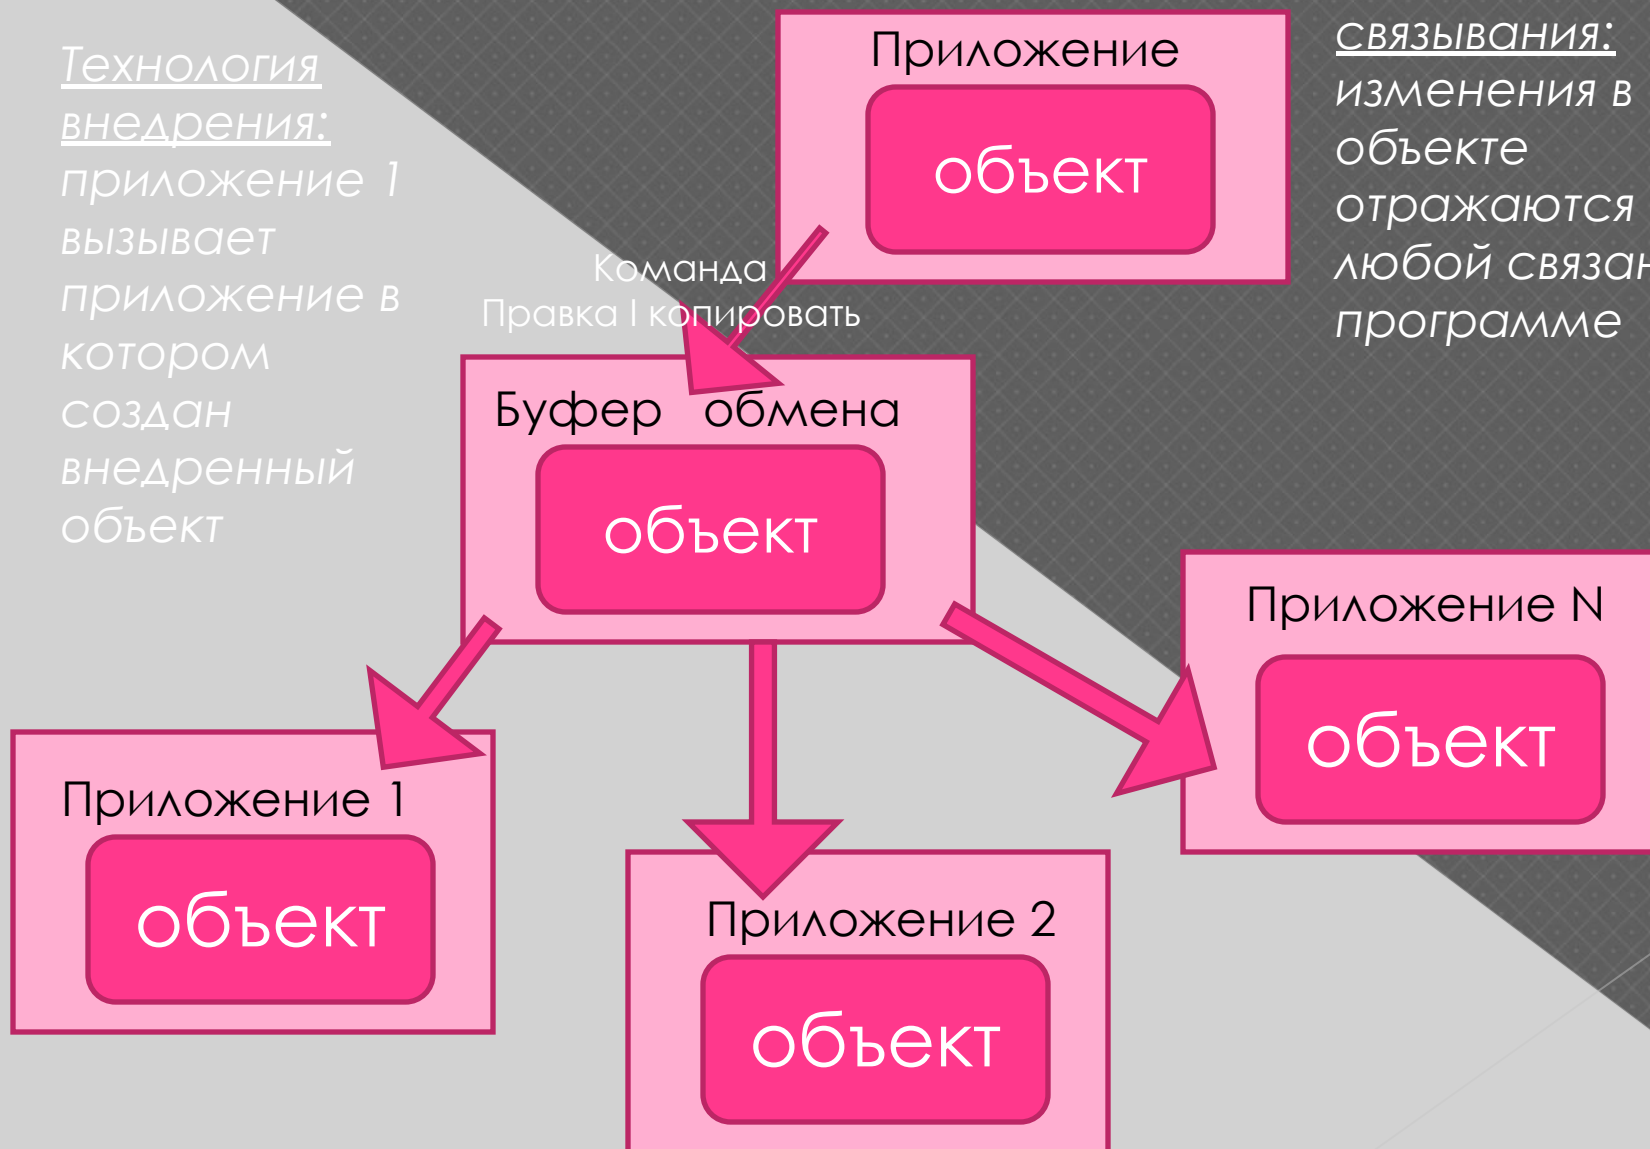 Технология
внедрения:
приложение 1
вызывает
приложение в
котором
создан
внедренный
объект
Приложение
объект
связывания:
изменения в
объекте
отражаются
любой
программе
Команда
Правка I копировать
Буфер обмена
объект
Приложение N
объект
Приложение 1
объект
Приложение 2
объект